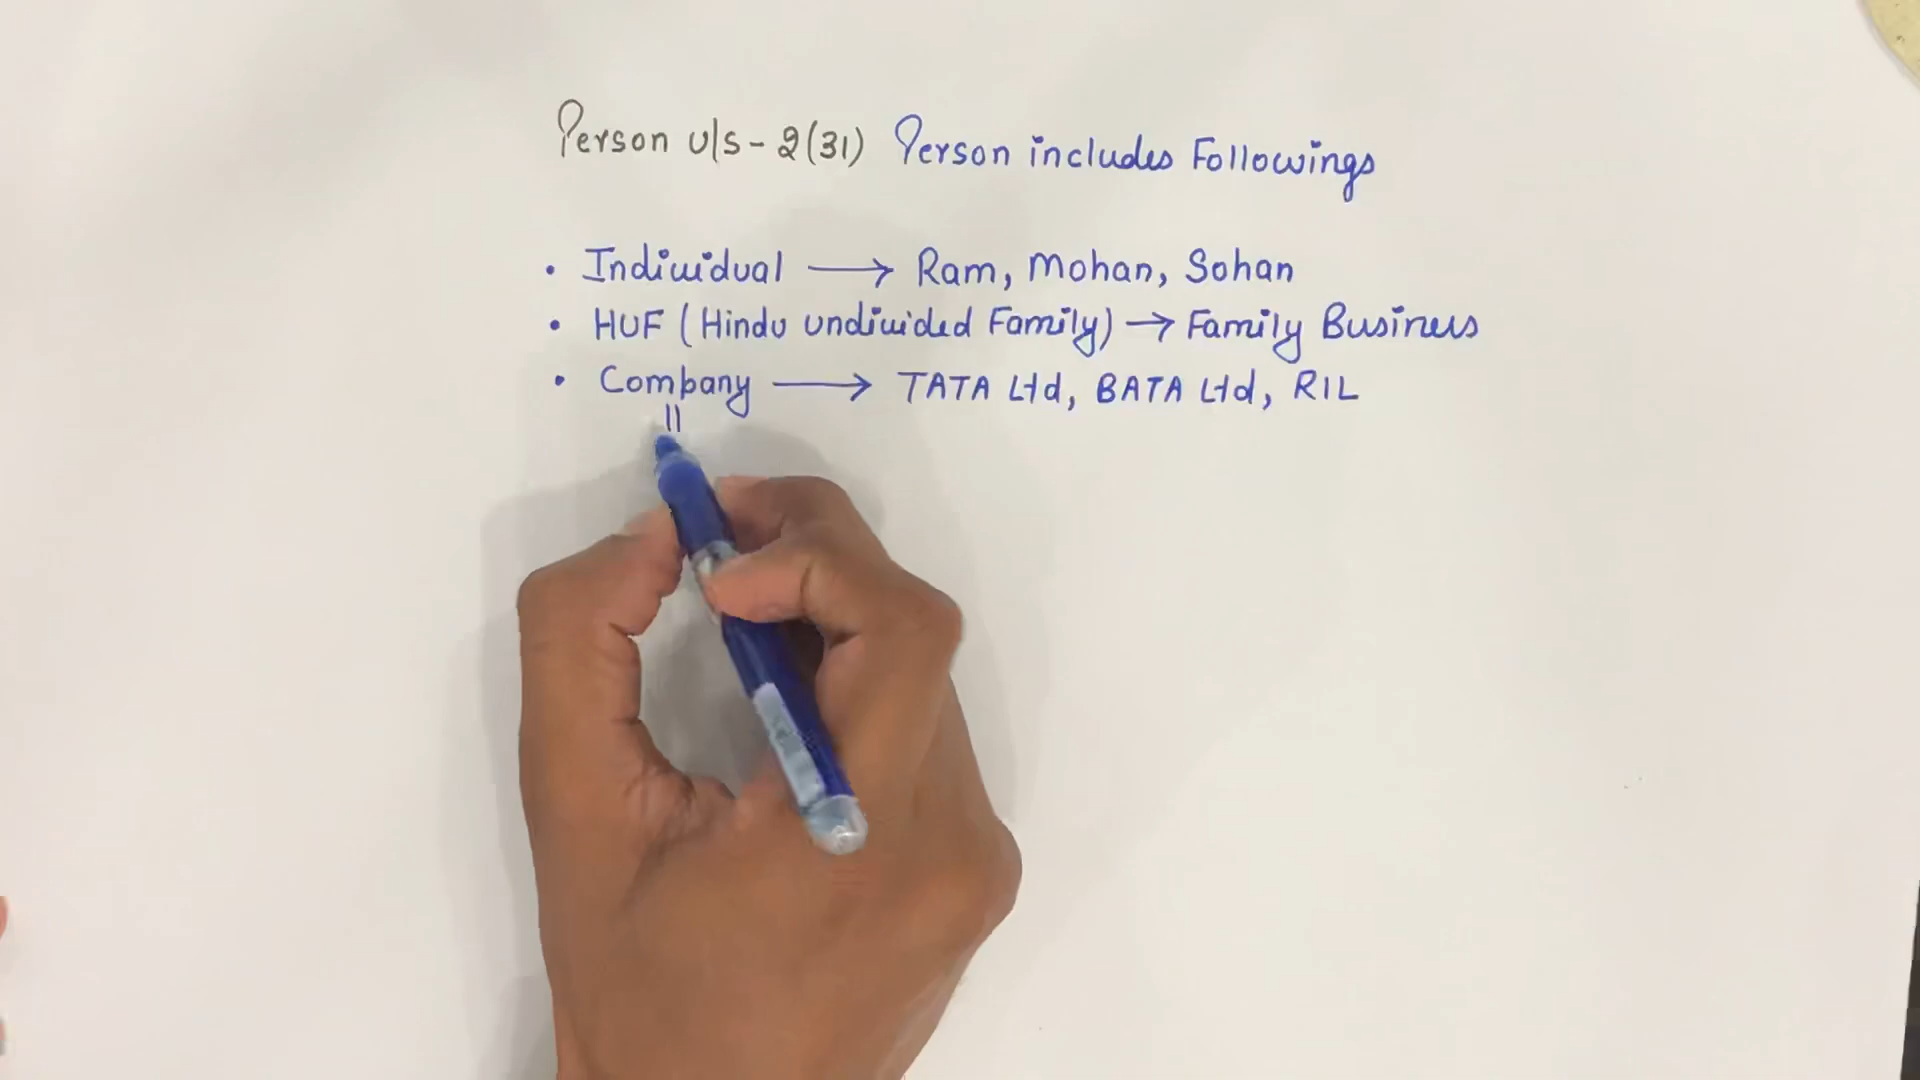 Person u/s - 2(31) Person includes Followings
• Individual → Ram, Mohan, Sohan
• HUF (Hindu undivided Family) → Family Business
• Company → TATA Ltd, BATA Ltd, RIL